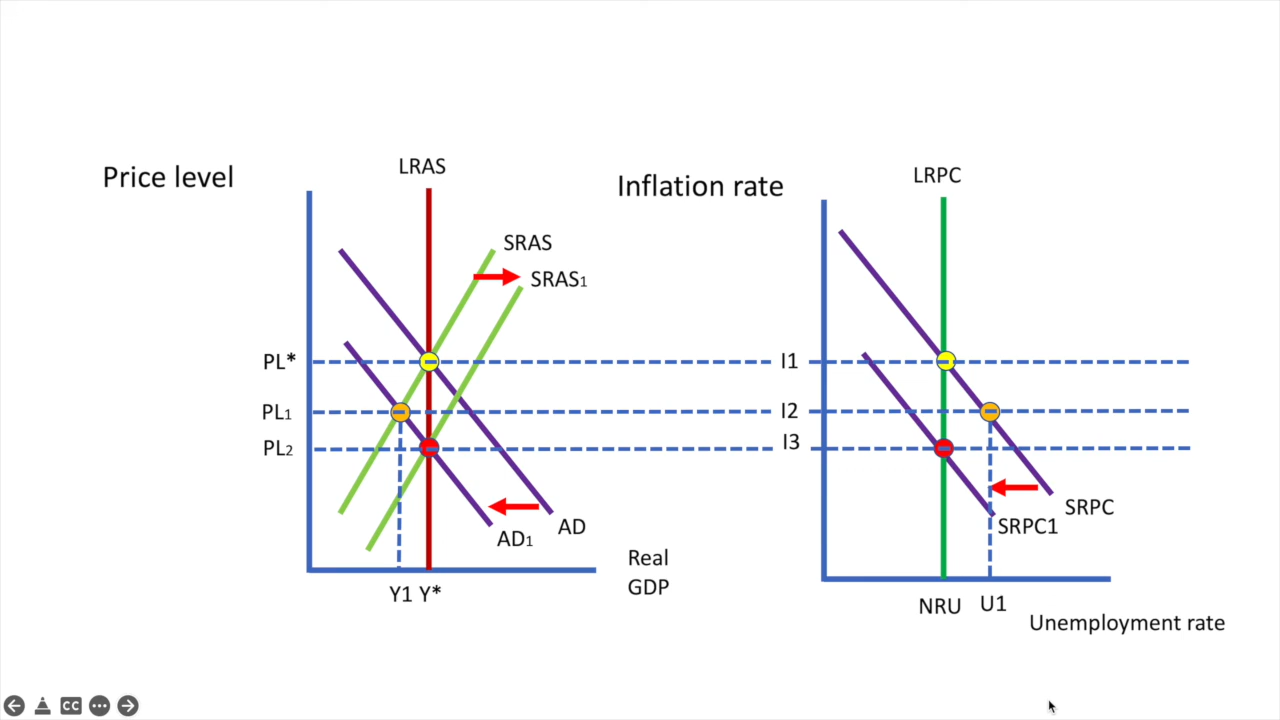 Price level
LRAS
SRAS
SRAS1
PL*
PL1
PL2
AD
AD1
Y1 Y*
Real
GDP
Inflation rate
LRPC
I1
I2
I3
SRPC
SRPC1
NRU
U1
Unemployment rate
CC